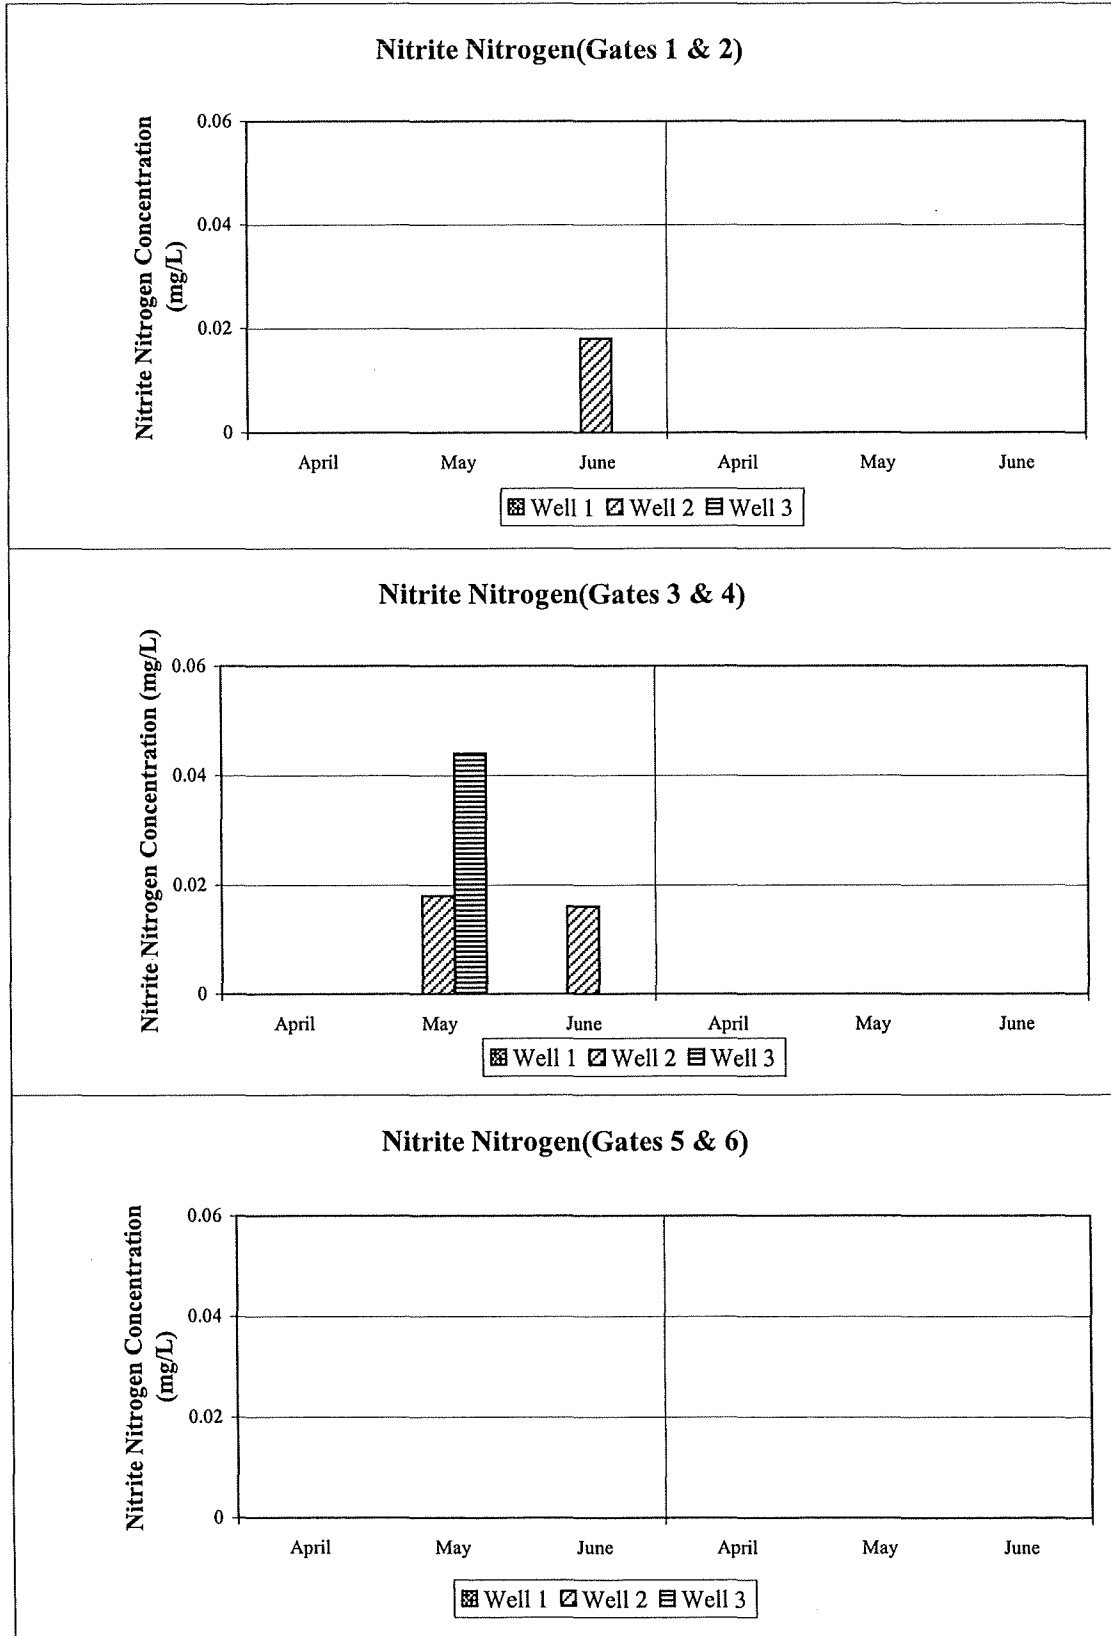 Nitrite Nitrogen(Gates 1 & 2)
Nitrite Nitrogen Concentration
(mg/L)
0.06
0.04
0.02
0
April May June April May June
Well 1 Well 2 Well 3
Nitrite Nitrogen(Gates 3 & 4)
Nitrite Nitrogen Concentration (mg/L)
0.06
0.04
0.02
0
April May June April May June
Well 1 Well 2 Well 3
Nitrite Nitrogen(Gates 5 & 6)
Nitrite Nitrogen Concentration
(mg/L)
0.06
0.04
0.02
0
April May June April May June
Well 1 Well 2 Well 3